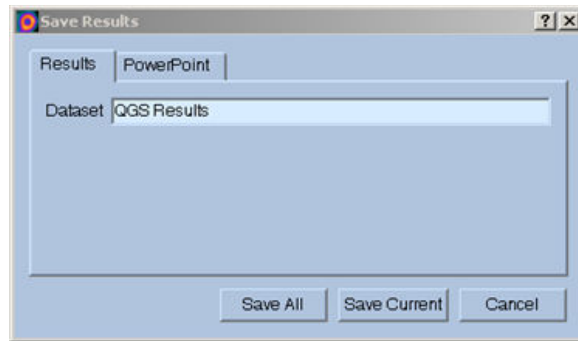 Save Results ? ×
Results PowerPoint
Dataset QGS Results
Save All Save Current Cancel